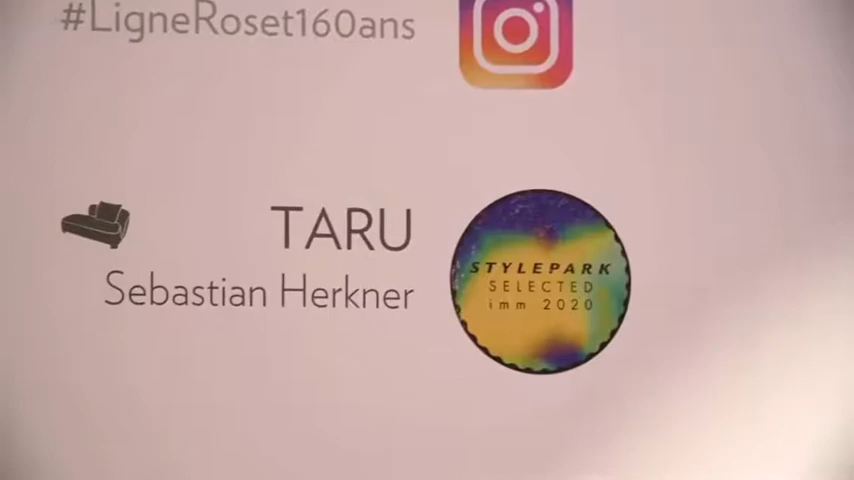 #LigneRoset160ans
TARU
Sebastian Herkner
STYLEPARK
SELECTED
imm 2020